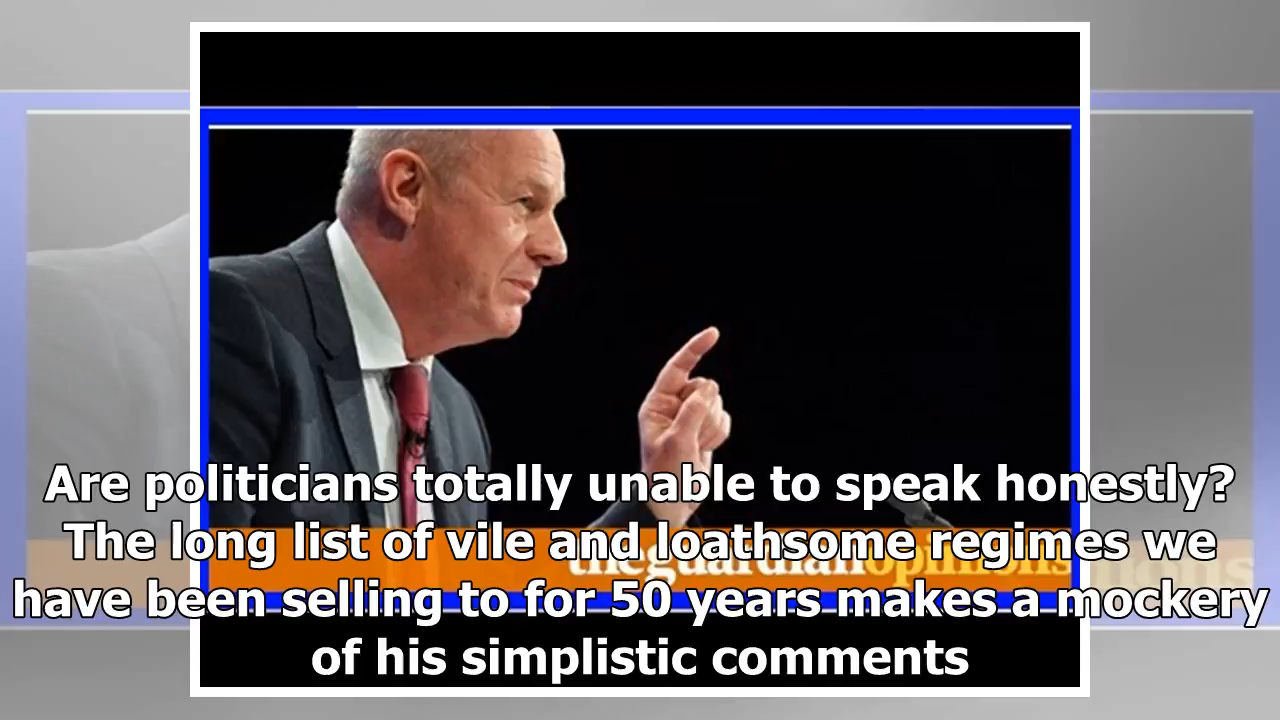 Are politicians totally unable to speak honestly?
The long list of vile and loathsome regimes we
theguardianopinions
have been selling to for 50 years makes a mockery
of his simplistic comments